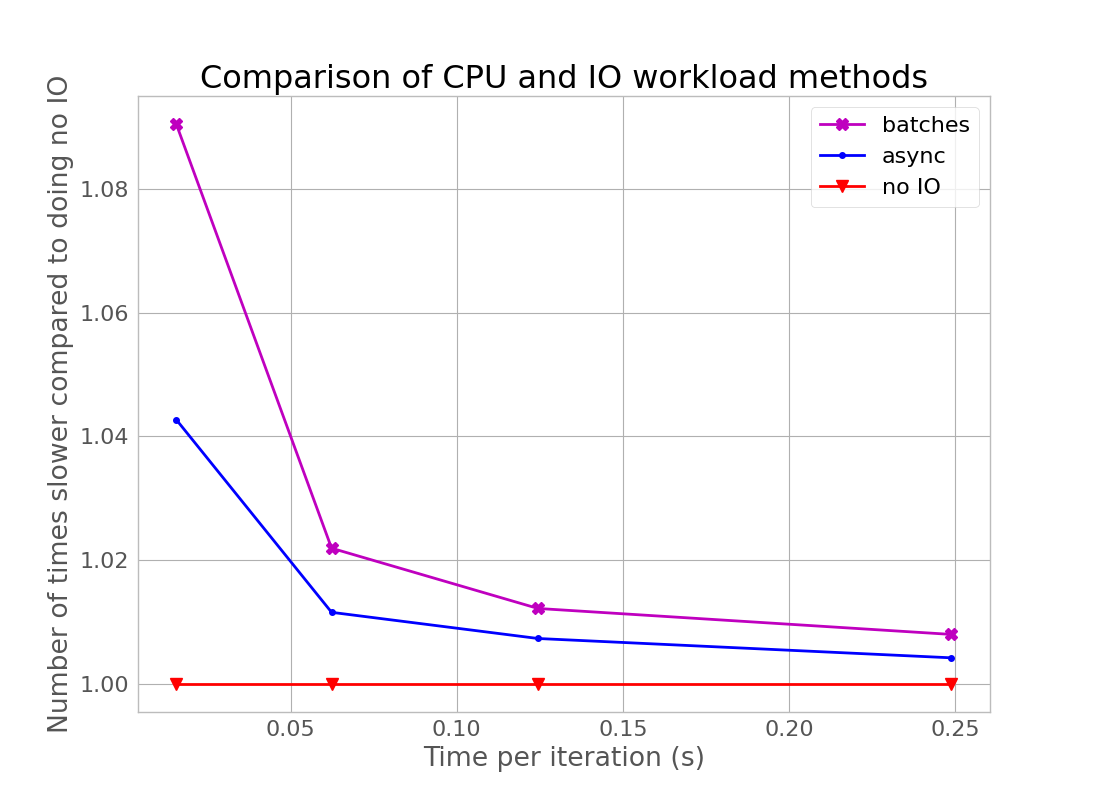 Comparison of CPU and IO workload methods
Number of times slower compared to doing no IO
1.08
1.06
1.04
1.02
1.00
batches
async
no IO
0.05 0.10 0.15 0.20 0.25
Time per iteration (s)